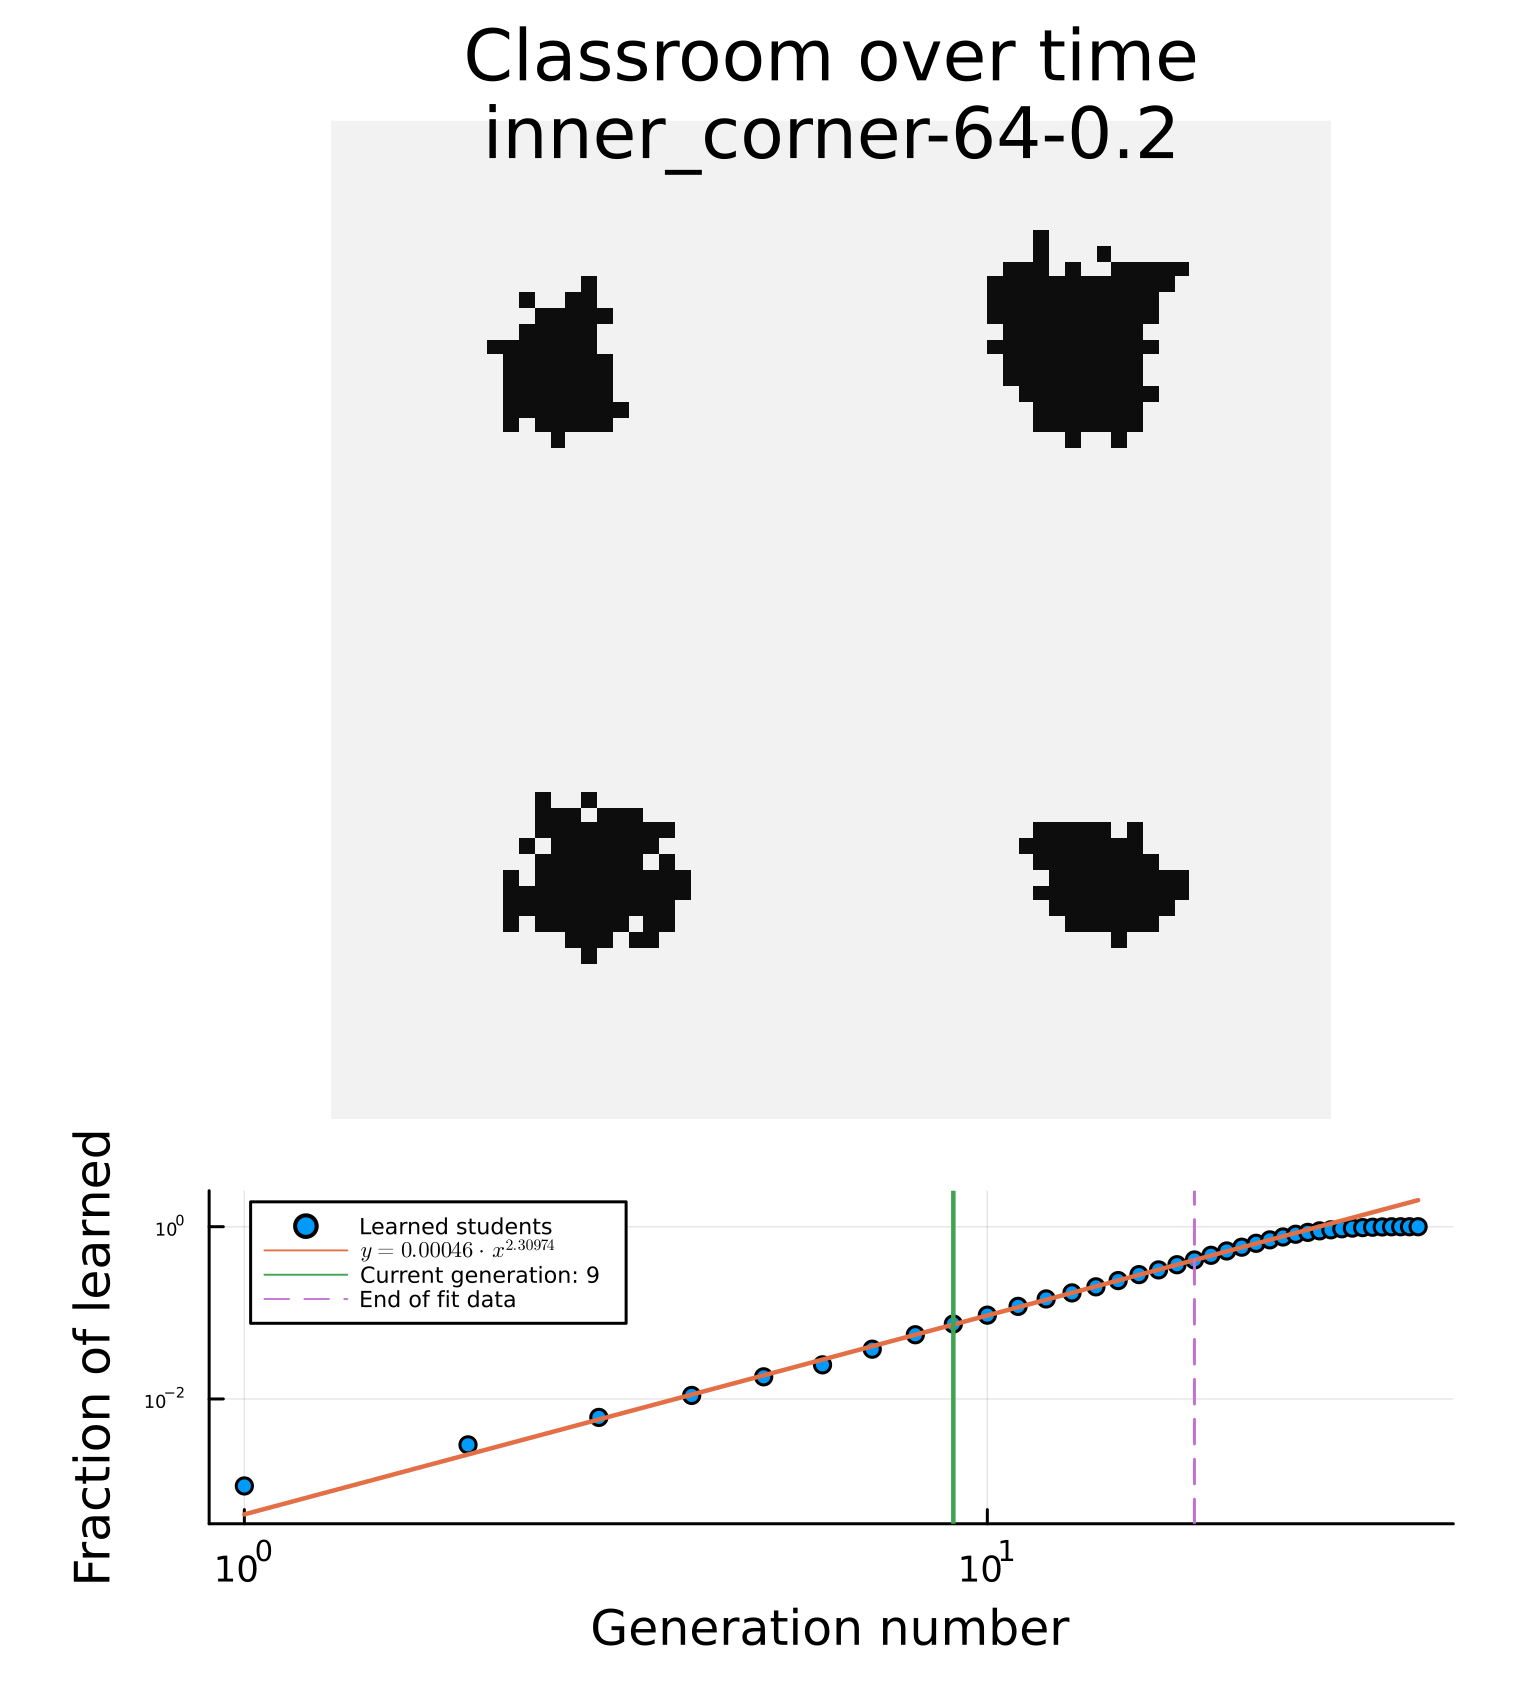 Classroom over time
inner_corner-64-0.2
Fraction of learned
10^0
10^-2
Learned students
y = 0.00046 · x^2.30974
Current generation: 9
End of fit data
10^0
10^1
Generation number